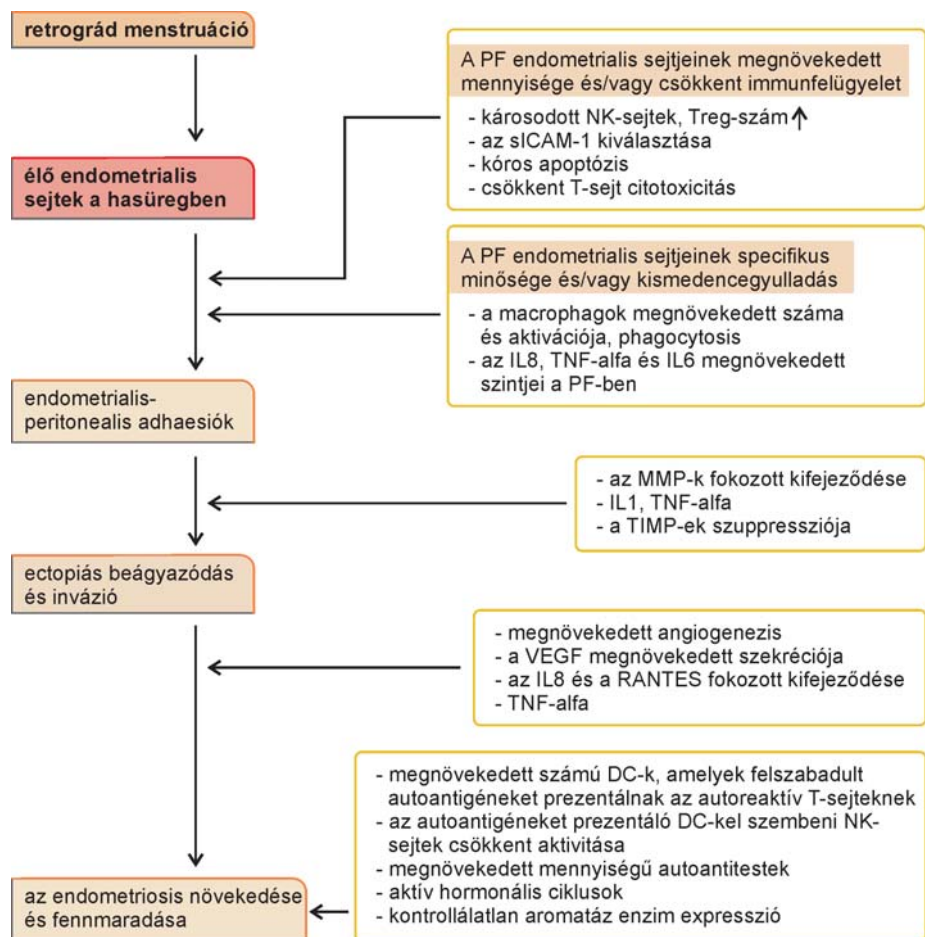 retrográd menstruáció
A PF endometrialis sejtjeinek megnövekedett
mennyisége és/vagy csökkent immunfelügyelet
- károsodott NK-sejtek, Treg-szám ↑
- az sICAM-1 kiválasztása
- kóros apoptózis
- csökkent T-sejt citotoxicitás
élő endometrialis
sejtek a hasüregben
A PF endometrialis sejtjeinek specifikus
minősége és/vagy kismedencegyulladás
- a macrophagok megnövekedett száma
és aktivációja, phagocytosis
- az IL8, TNF-alfa és IL6 megnövekedett
szintjei a PF-ben
endometrialis-
peritonealis adhaesiók
- az MMP-k fokozott kifejeződése
- IL1, TNF-alfa
- a TIMP-ek szuppressziója
ectopiás beágyazódás
és invázió
- megnövekedett angiogenezis
- a VEGF megnövekedett szekréciója
- az IL8 és a RANTES fokozott kifejeződése
- TNF-alfa
- megnövekedett számú DC-k, amelyek felszabadult
autoantigéneket prezentálnak az autoreaktív T-sejteknek
- az autoantigéneket prezentáló DC-kel szembeni NK-
sejtek csökkent aktivitása
- megnövekedett mennyiségű autoantitestek
- aktív hormonális ciklusok
- kontrollálatlan aromatáz enzim expresszió
az endometriosis növekedése
és fennmaradása